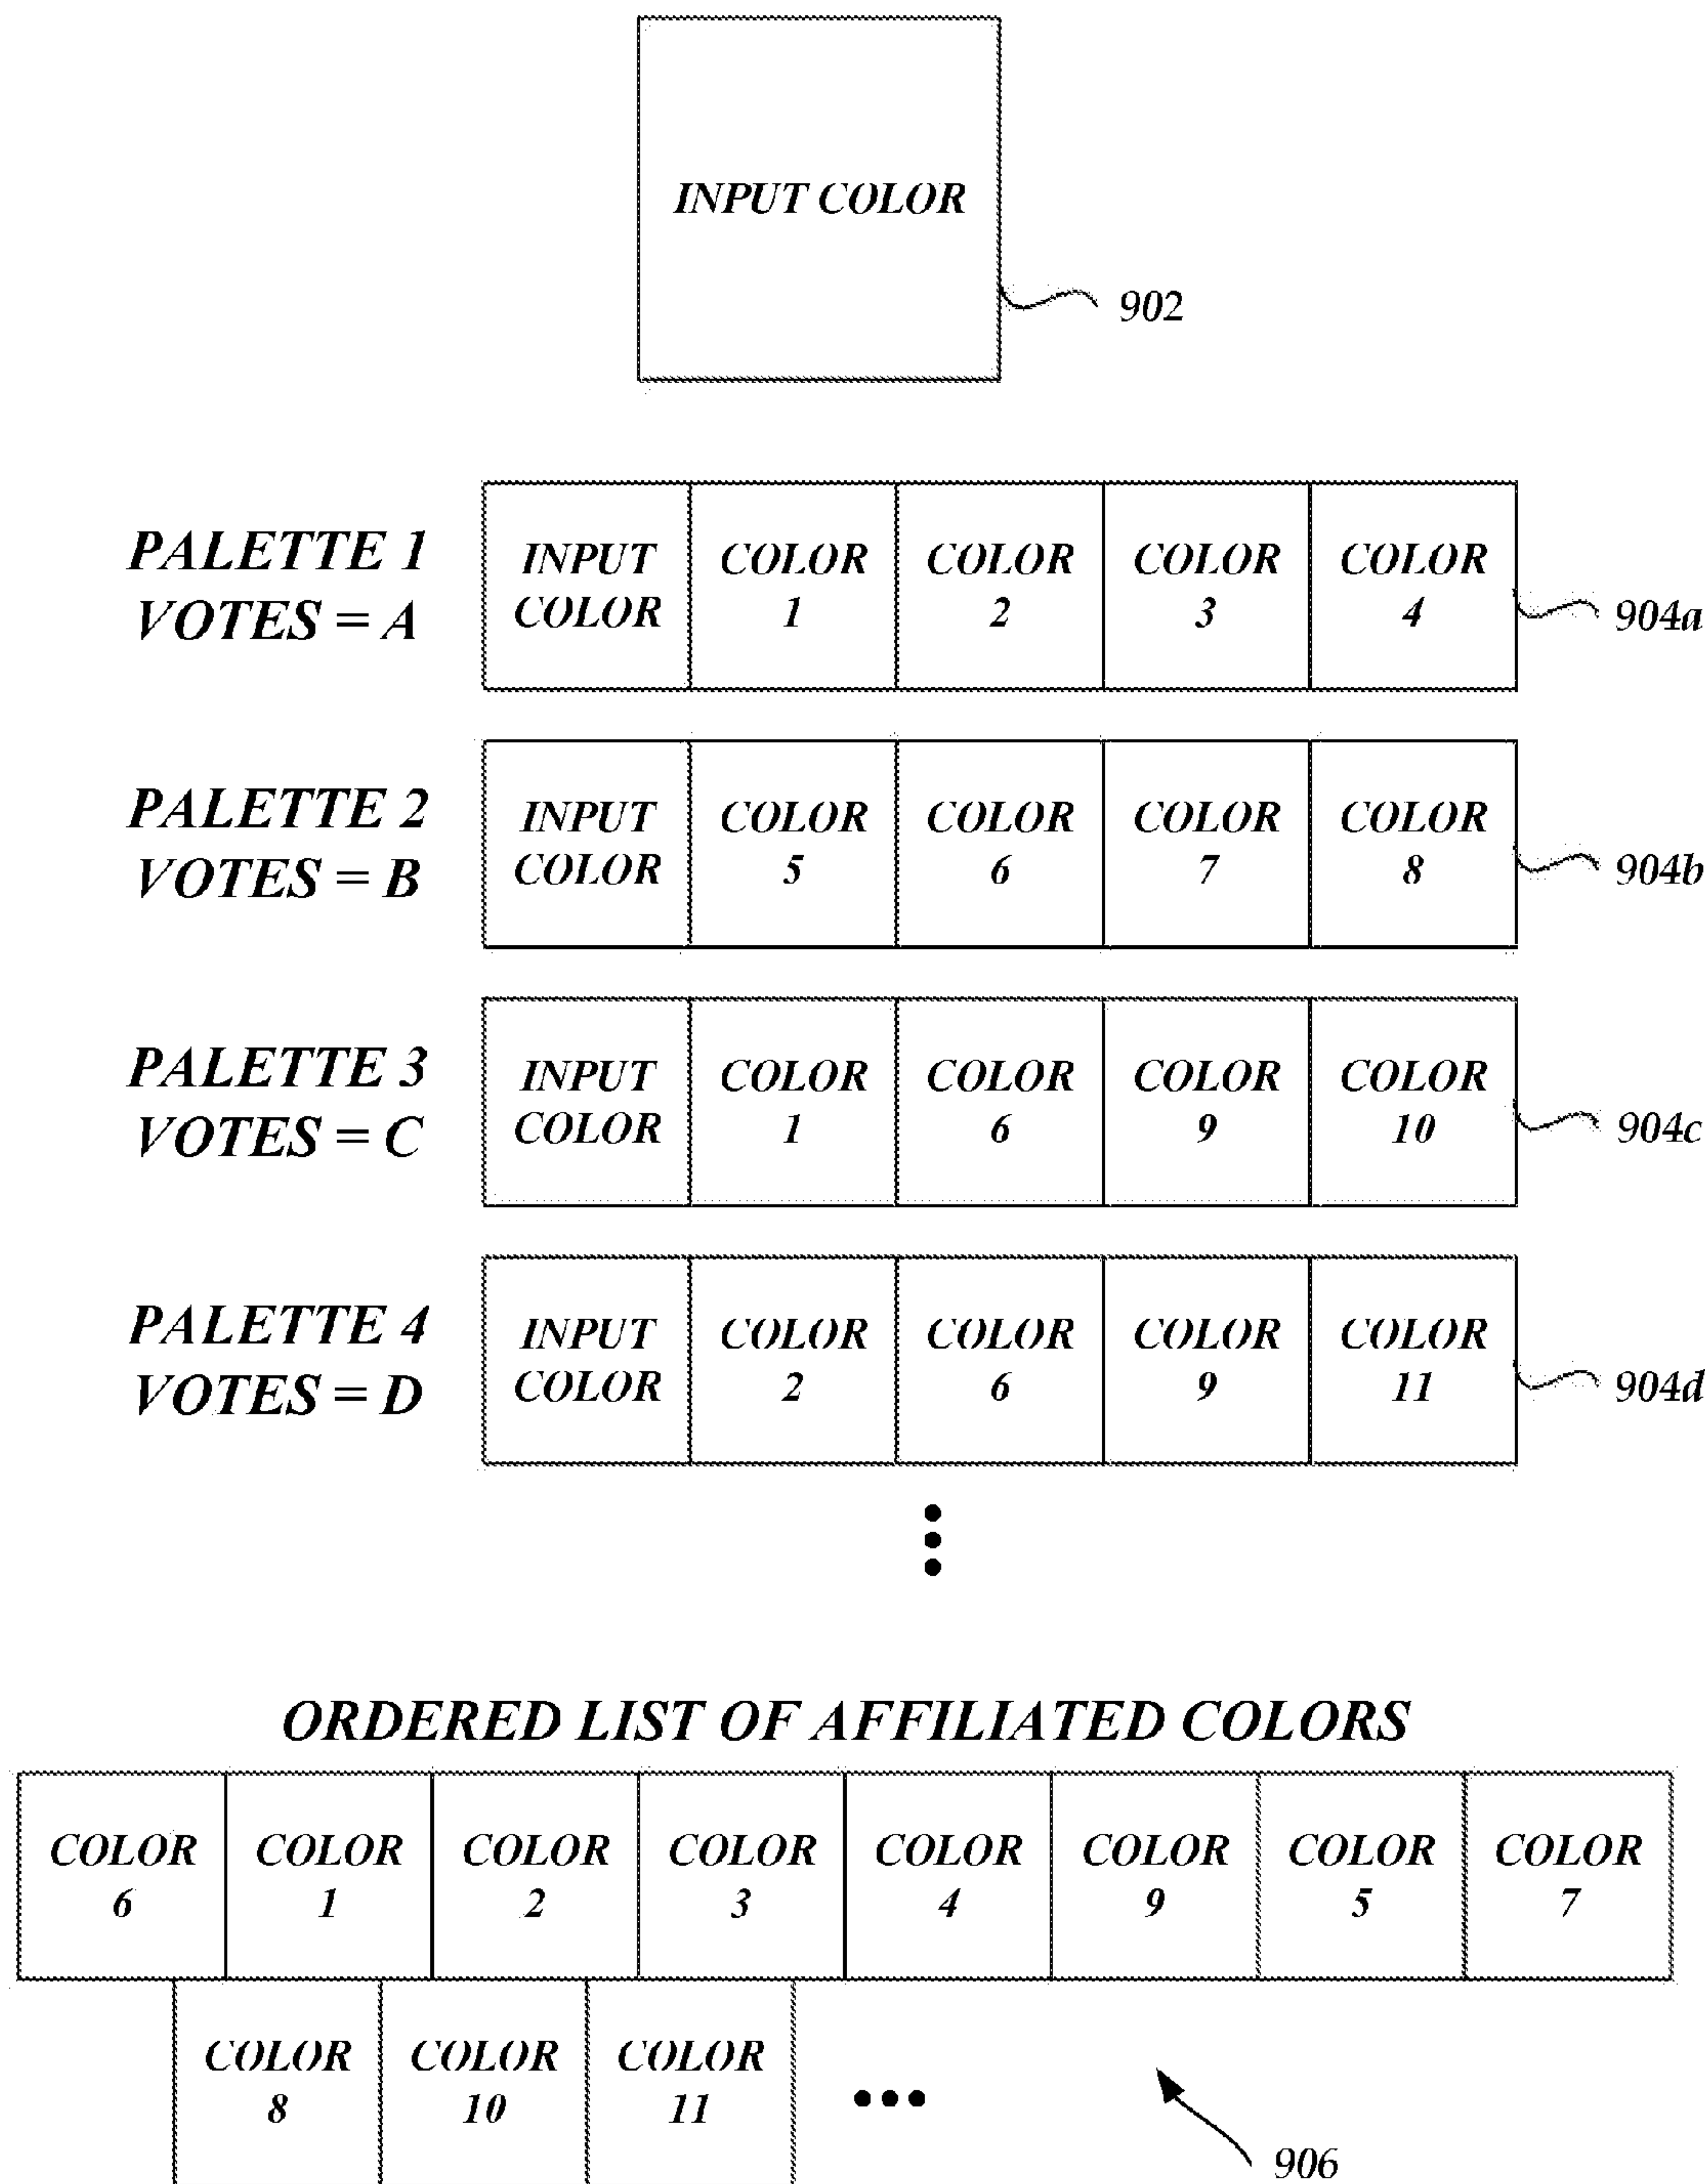 INPUT COLOR
902
PALETTE 1
VOTES = A
INPUT COLOR
COLOR 1
COLOR 2
COLOR 3
COLOR 4
904a
PALETTE 2
VOTES = B
INPUT COLOR
COLOR 5
COLOR 6
COLOR 7
COLOR 8
904b
PALETTE 3
VOTES = C
INPUT COLOR
COLOR 1
COLOR 6
COLOR 9
COLOR 10
904c
PALETTE 4
VOTES = D
INPUT COLOR
COLOR 2
COLOR 6
COLOR 9
COLOR 11
904d
ORDERED LIST OF AFFILIATED COLORS
COLOR 6
COLOR 1
COLOR 2
COLOR 3
COLOR 4
COLOR 9
COLOR 5
COLOR 7
COLOR 8
COLOR 10
COLOR 11
906